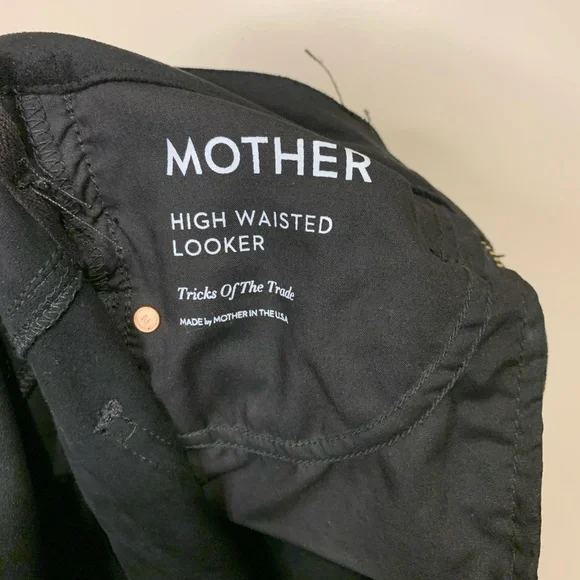 MOTHER
HIGH WAISTED
LOOKER
Tricks Of The Trade
MADE by MOTHER IN THE U.S.A